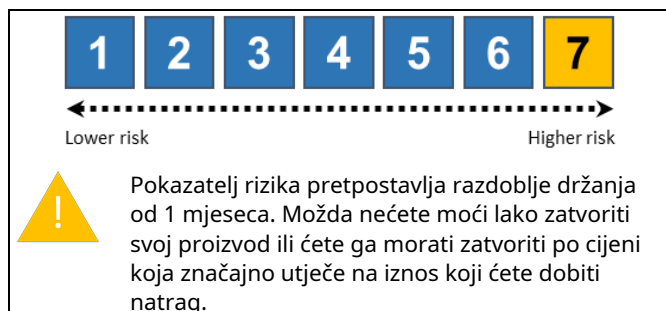 1 2 3 4 5 6 7
Lower risk Higher risk
Pokazatelj rizika pretpostavlja razdoblje držanja
od 1 mjeseca. Možda nećete moći lako zatvoriti
svoj proizvod ili ćete ga morati zatvoriti po cijeni
koja značajno utječe na iznos koji ćete dobiti
natrag.